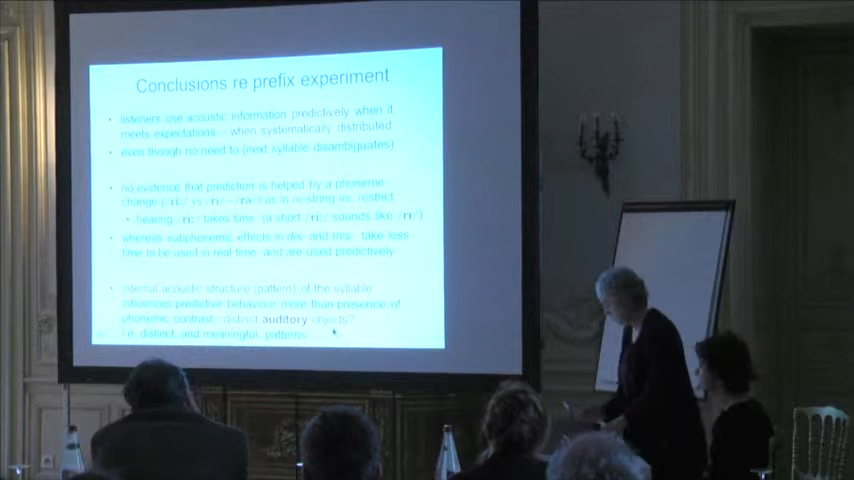 Conclusions re prefix experiment
• listeners use acoustic information predictively when it
meets expectations – when systematically distributed
• even though no need to (next syllable disambiguates)
• no evidence that prediction is helped by a phoneme
change (/riː/ vs /rɪ/~/rə/) as in re-string vs. restrict
• hearing /riː/ takes time (a short /riː/ sounds like /rɪ/)
• whereas subphonemic effects in dis- and mis- take less
time to be used in real time, and are used predictively
• internal acoustic structure (pattern) of the syllable
influences predictive behaviour more than presence of
phonemic contrast: distinct auditory objects?
i.e. distinct, and meaningful, patterns